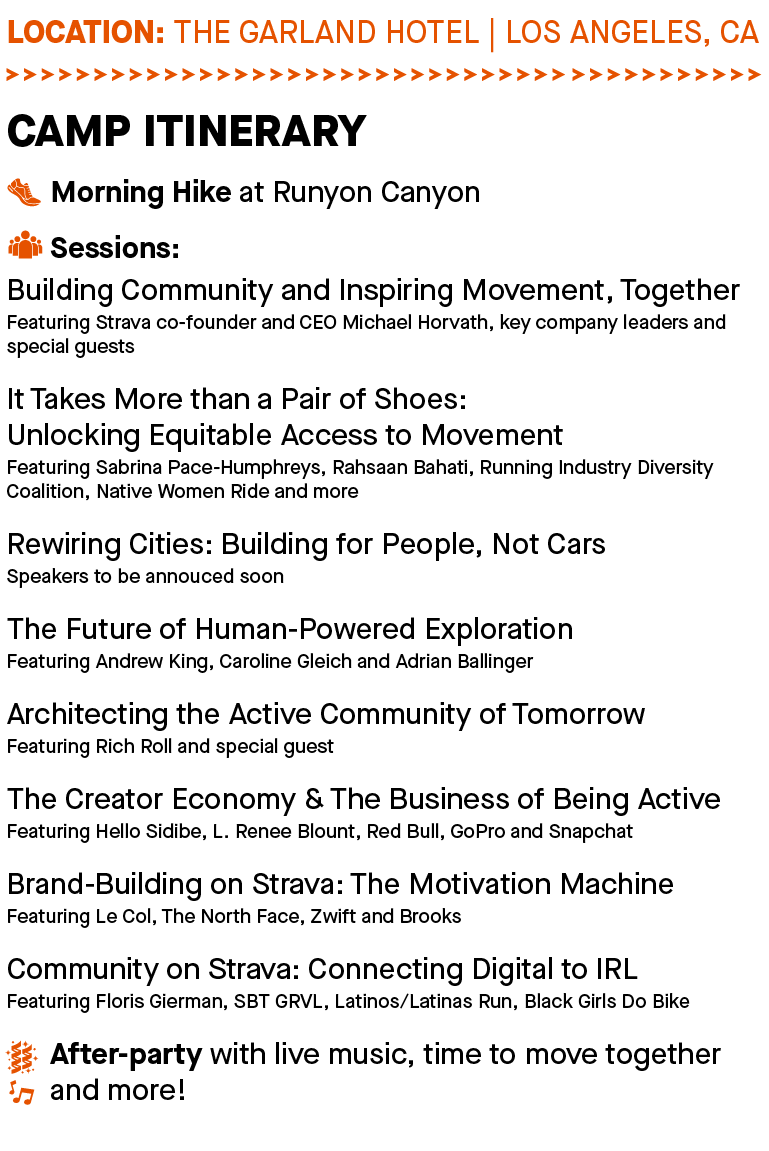 LOCATION: THE GARLAND HOTEL | LOS ANGELES, CA
CAMP ITINERARY
Morning Hike at Runyon Canyon
Sessions:
Building Community and Inspiring Movement, Together
Featuring Strava co-founder and CEO Michael Horvath, key company leaders and
special guests
It Takes More than a Pair of Shoes:
Unlocking Equitable Access to Movement
Featuring Sabrina Pace-Humphreys, Rahsaan Bahati, Running Industry Diversity
Coalition, Native Women Ride and more
Rewiring Cities: Building for People, Not Cars
Speakers to be annouced soon
The Future of Human-Powered Exploration
Featuring Andrew King, Caroline Gleich and Adrian Ballinger
Architecting the Active Community of Tomorrow
Featuring Rich Roll and special guest
The Creator Economy & The Business of Being Active
Featuring Hello Sidibe, L. Renee Blount, Red Bull, GoPro and Snapchat
Brand-Building on Strava: The Motivation Machine
Featuring Le Col, The North Face, Zwift and Brooks
Community on Strava: Connecting Digital to IRL
Featuring Floris Gierman, SBT GRVL, Latinos/Latinas Run, Black Girls Do Bike
After-party with live music, time to move together
and more!